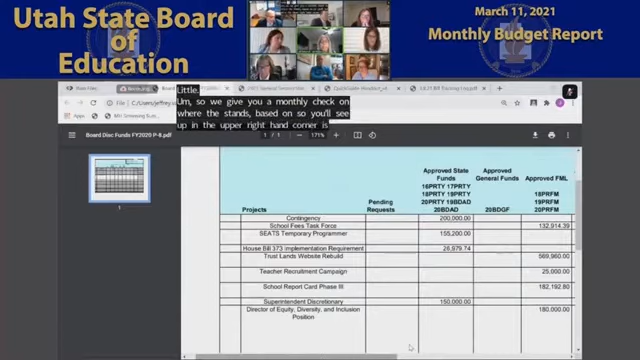 Utah State Board
of
Education
March 11, 2021
Monthly Budget Report
Little.
Um, so we give you a monthly check on
where the stands, based on so you'll see
up in the upper right hand corner is
Board Disc Funds FY2020 P-8.pdf
1 / 1
171%
1
Projects
Pending
Requests
Approved State
Funds
16PRTY 17PRTY
18PRTY 19PRTY
20PRTY 19BDAD
20BDAD
Approved
General Funds
20BDGF
Approved FML
18PRFM
19PRFM
20PRFM
Contingency 200,000.00
School Fees Task Force 132,914.39
SEATS Temporary Programmer 155,200.00
House Bill 373 Implementation Requirement 26,979.74
Trust Lands Website Rebuild 569,960.00
Teacher Recruitment Campaign 25,000.00
School Report Card Phase III 182,192.80
Superintendent Discretionary 150,000.00
Director of Equity, Diversity, and Inclusion 180,000.00
Position